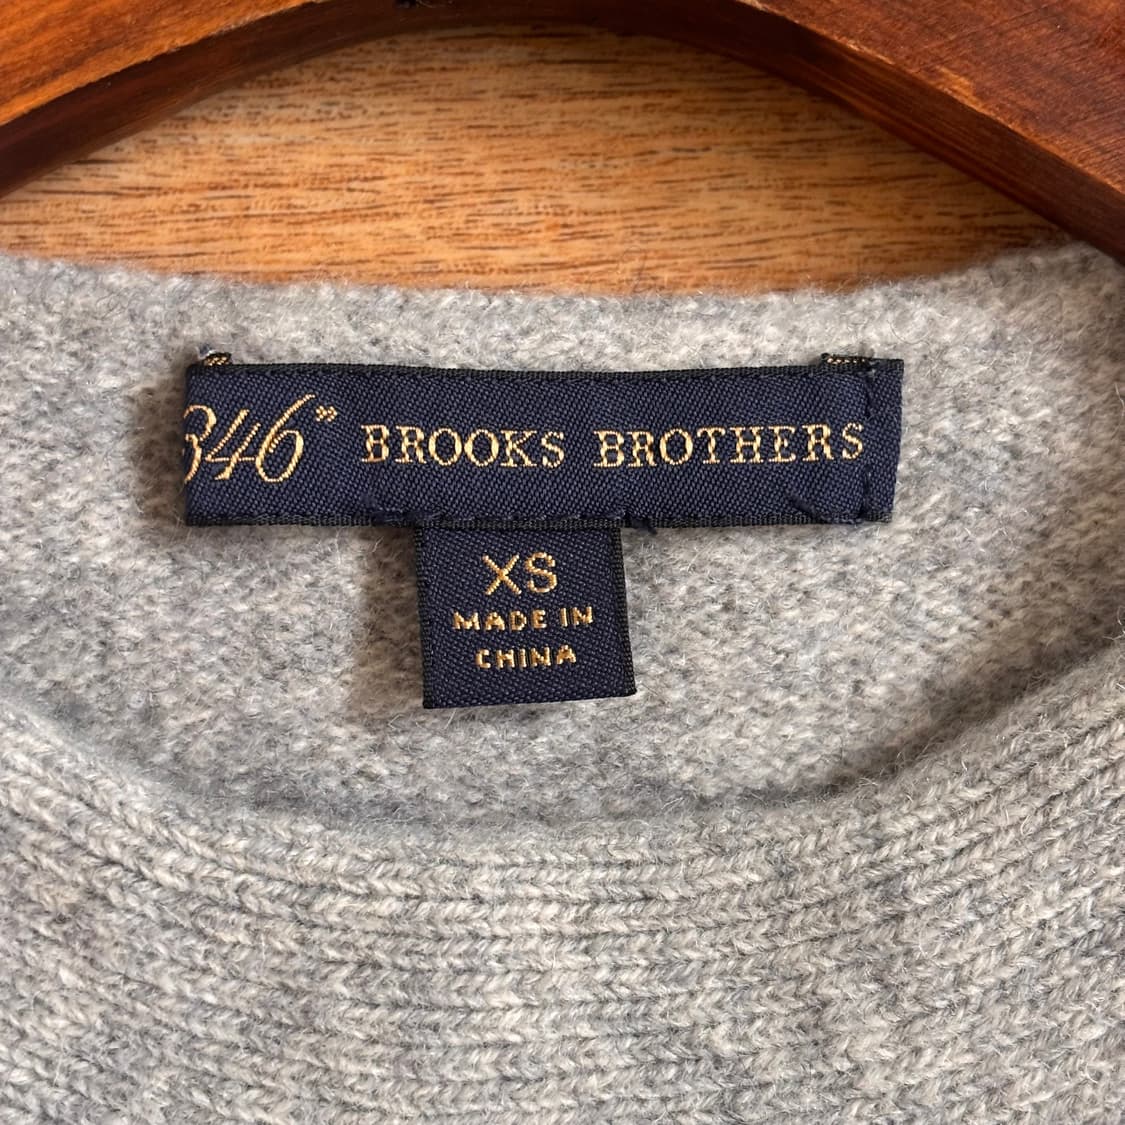 346" BROOKS BROTHERS
XS
MADE IN
CHINA